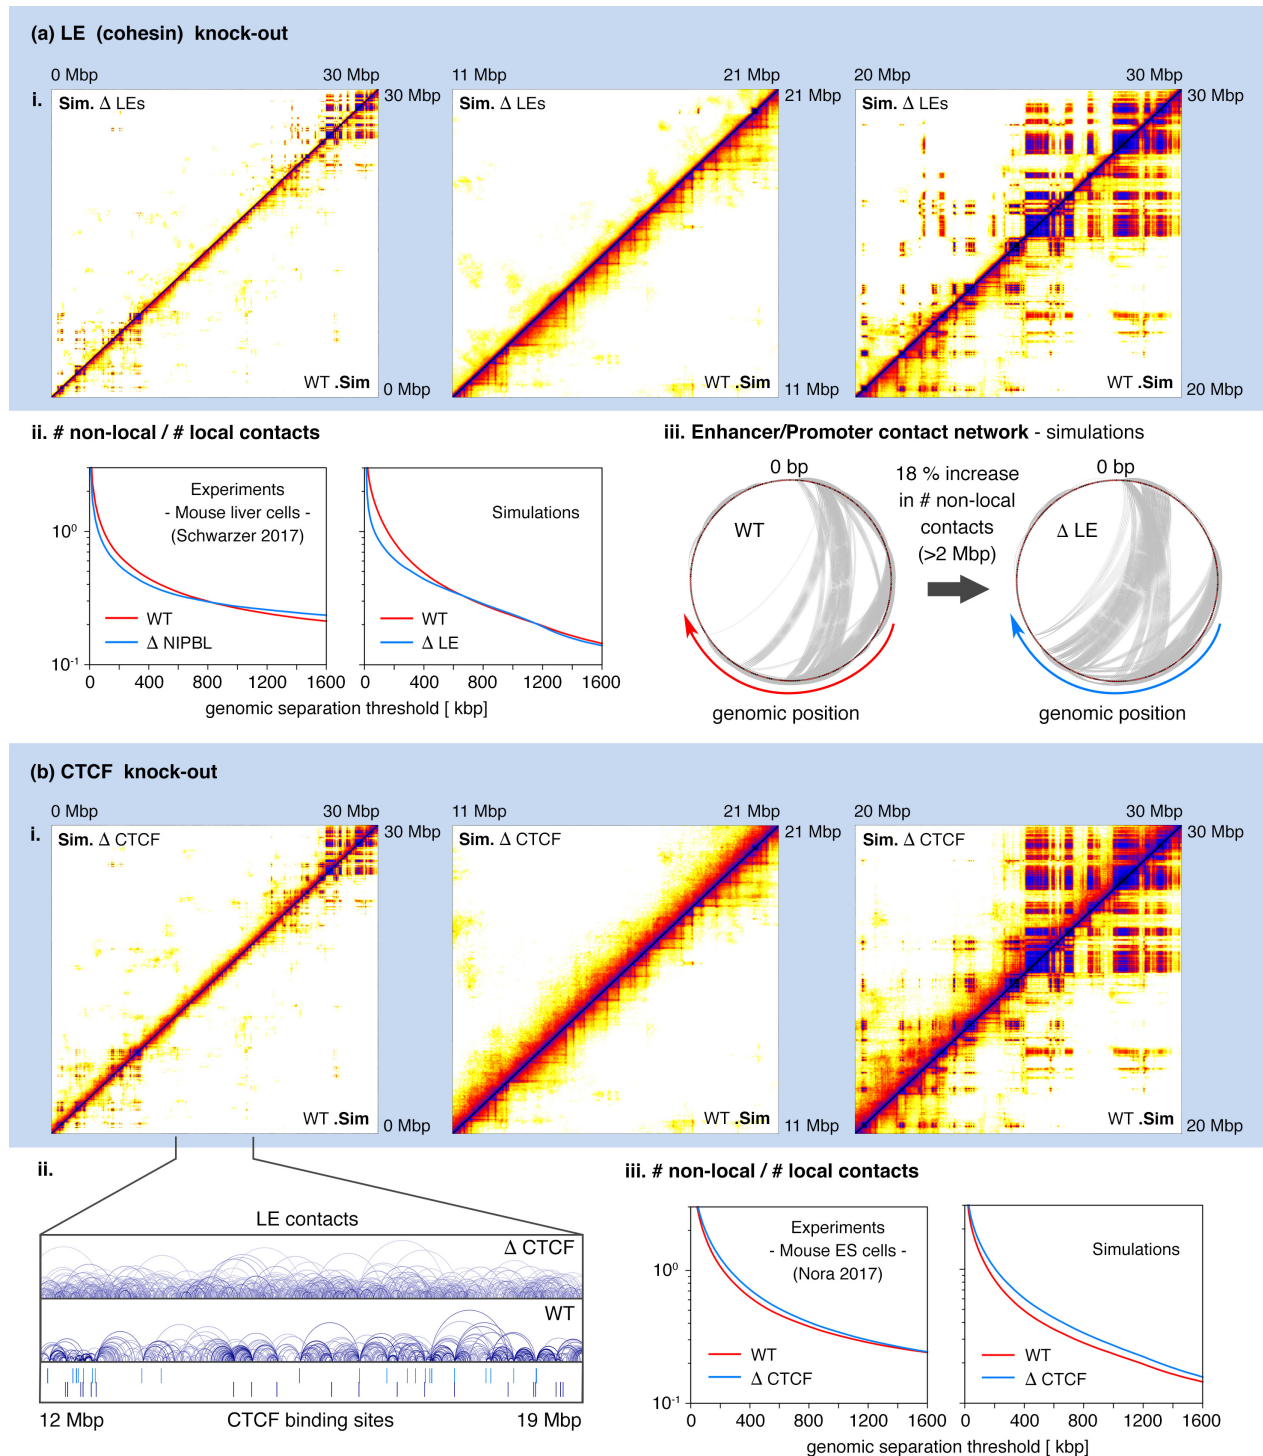 (a) LE (cohesin) knock-out
0 Mbp 30 Mbp 11 Mbp 21 Mbp 20 Mbp 30 Mbp
i. Sim. Δ LEs 30 Mbp Sim. Δ LEs 21 Mbp Sim. Δ LEs 30 Mbp
WT .Sim 0 Mbp WT .Sim 11 Mbp WT .Sim 20 Mbp
ii. # non-local / # local contacts
10⁰
10⁻¹
Experiments
- Mouse liver cells -
(Schwarzer 2017)
WT
Δ NIPBL
0 400 800 1200 1600
Simulations
WT
Δ LE
0 400 800 1200 1600
genomic separation threshold [ kbp]
iii. Enhancer/Promoter contact network - simulations
0 bp
WT
genomic position
18 % increase
in # non-local
contacts
(>2 Mbp)
0 bp
Δ LE
genomic position
(b) CTCF knock-out
0 Mbp 30 Mbp 11 Mbp 21 Mbp 20 Mbp 30 Mbp
i. Sim. Δ CTCF 30 Mbp Sim. Δ CTCF 21 Mbp Sim. Δ CTCF 30 Mbp
WT .Sim 0 Mbp WT .Sim 11 Mbp WT .Sim 20 Mbp
ii.
LE contacts
Δ CTCF
WT
12 Mbp CTCF binding sites 19 Mbp
iii. # non-local / # local contacts
10⁰
10⁻¹
Experiments
- Mouse ES cells -
(Nora 2017)
WT
Δ CTCF
0 400 800 1200 1600
Simulations
WT
Δ CTCF
0 400 800 1200 1600
genomic separation threshold [ kbp]